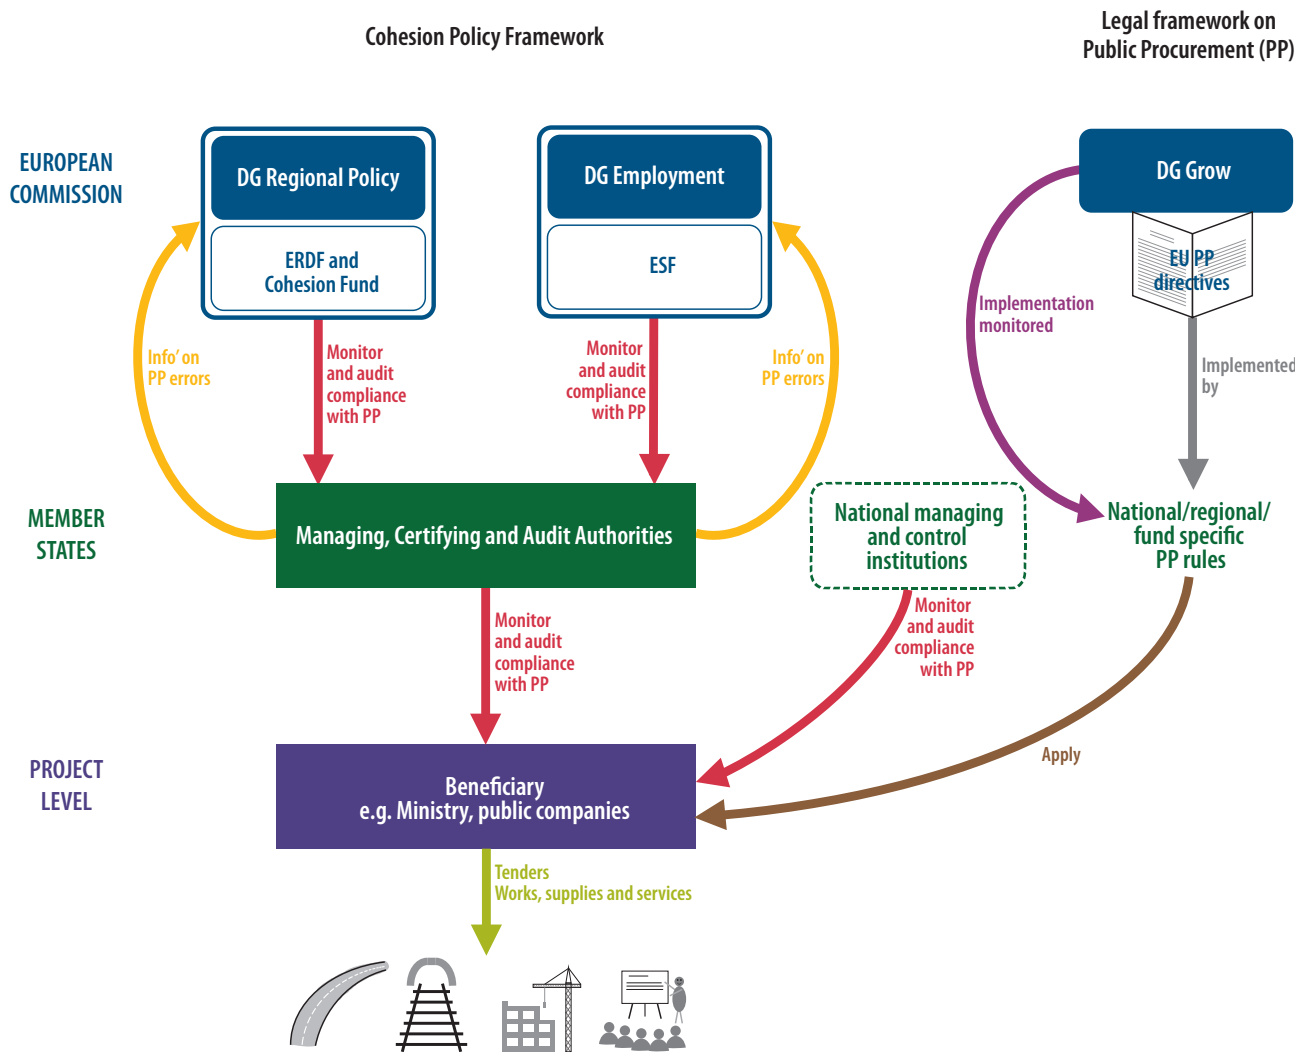 Cohesion Policy Framework
Legal framework on
Public Procurement (PP)
EUROPEAN
COMMISSION
DG Regional Policy
ERDF and
Cohesion Fund
DG Employment
ESF
DG Grow
EU PP
directives
Info' on
PP errors
Monitor
and audit
compliance
with PP
Monitor
and audit
compliance
with PP
Info' on
PP errors
Implementation
monitored
Implemented
by
MEMBER
STATES
Managing, Certifying and Audit Authorities
National managing
and control
institutions
National/regional/
fund specific
PP rules
Monitor
and audit
compliance
with PP
Monitor
and audit
compliance
with PP
PROJECT
LEVEL
Beneficiary
e.g. Ministry, public companies
Apply
Tenders
Works, supplies and services